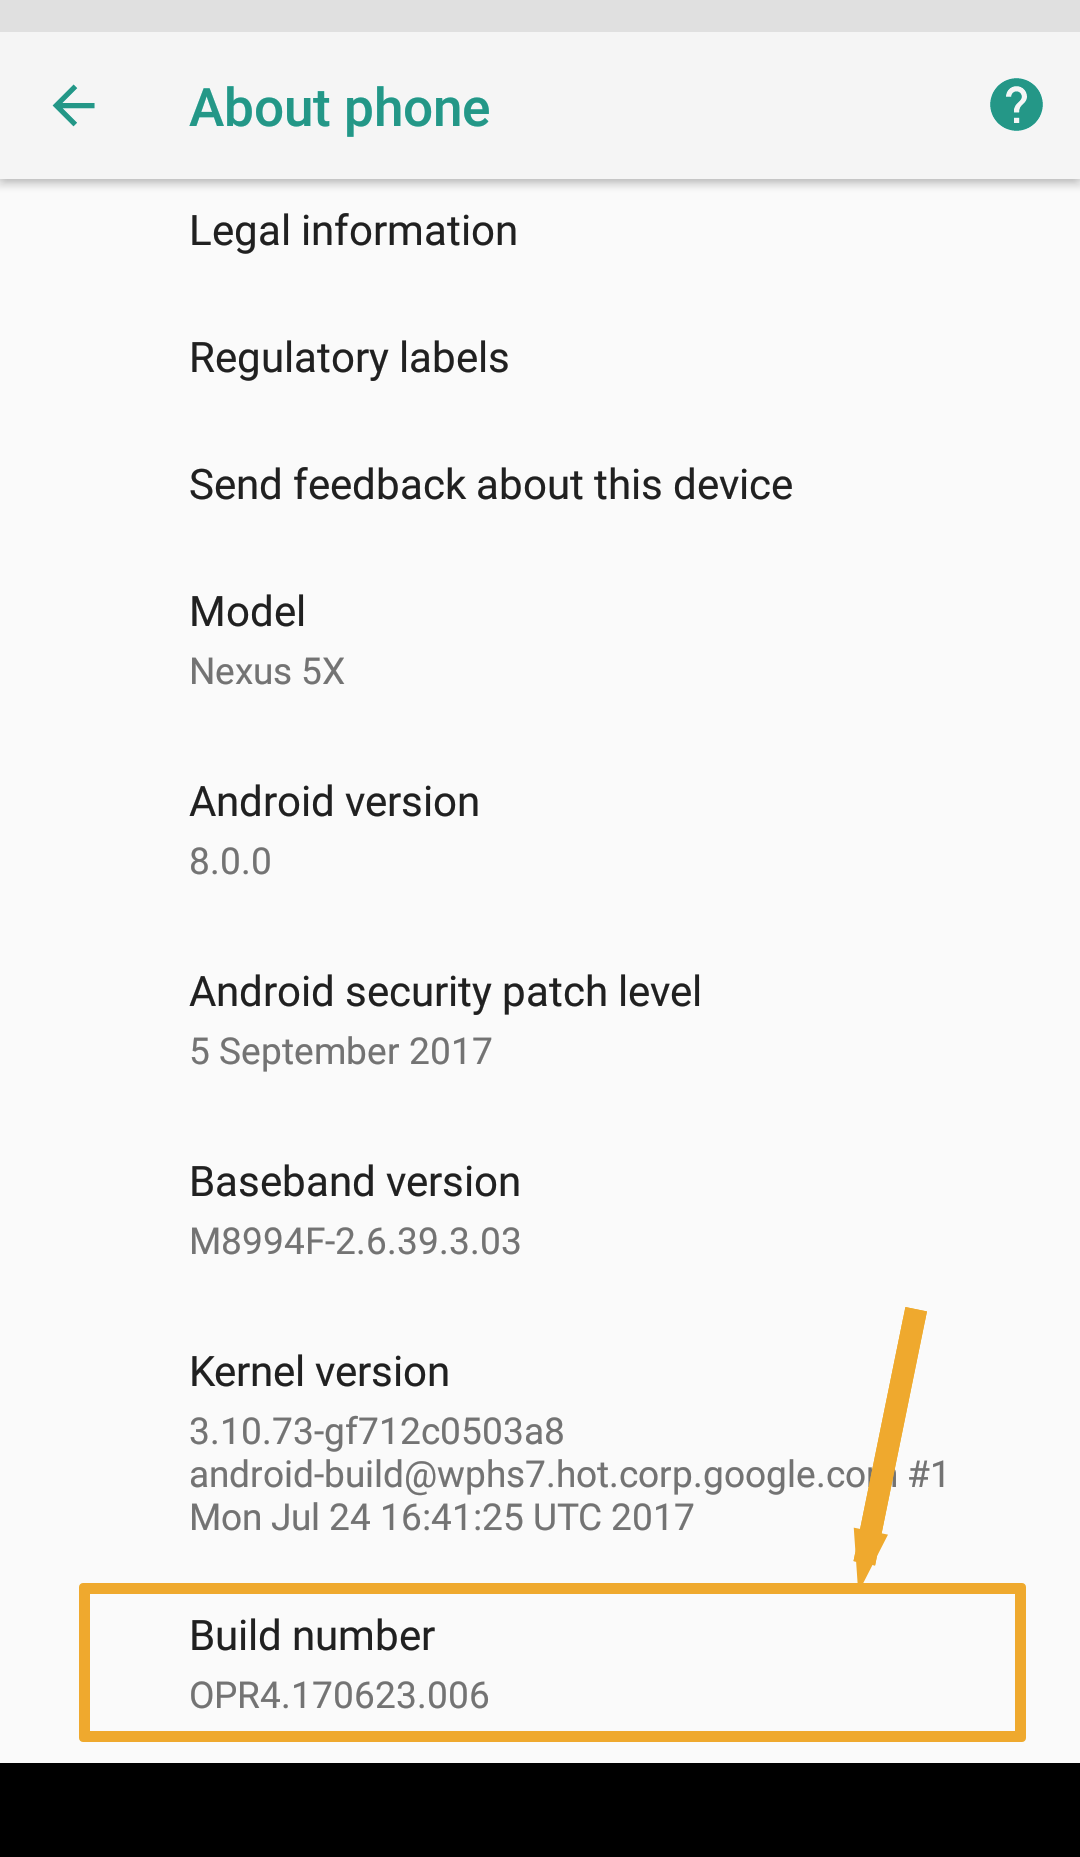 About phone
Legal information
Regulatory labels
Send feedback about this device
Model
Nexus 5X
Android version
8.0.0
Android security patch level
5 September 2017
Baseband version
M8994F-2.6.39.3.03
Kernel version
3.10.73-gf712c0503a8
android-build@wphs7.hot.corp.google.com #1
Mon Jul 24 16:41:25 UTC 2017
Build number
OPR4.170623.006